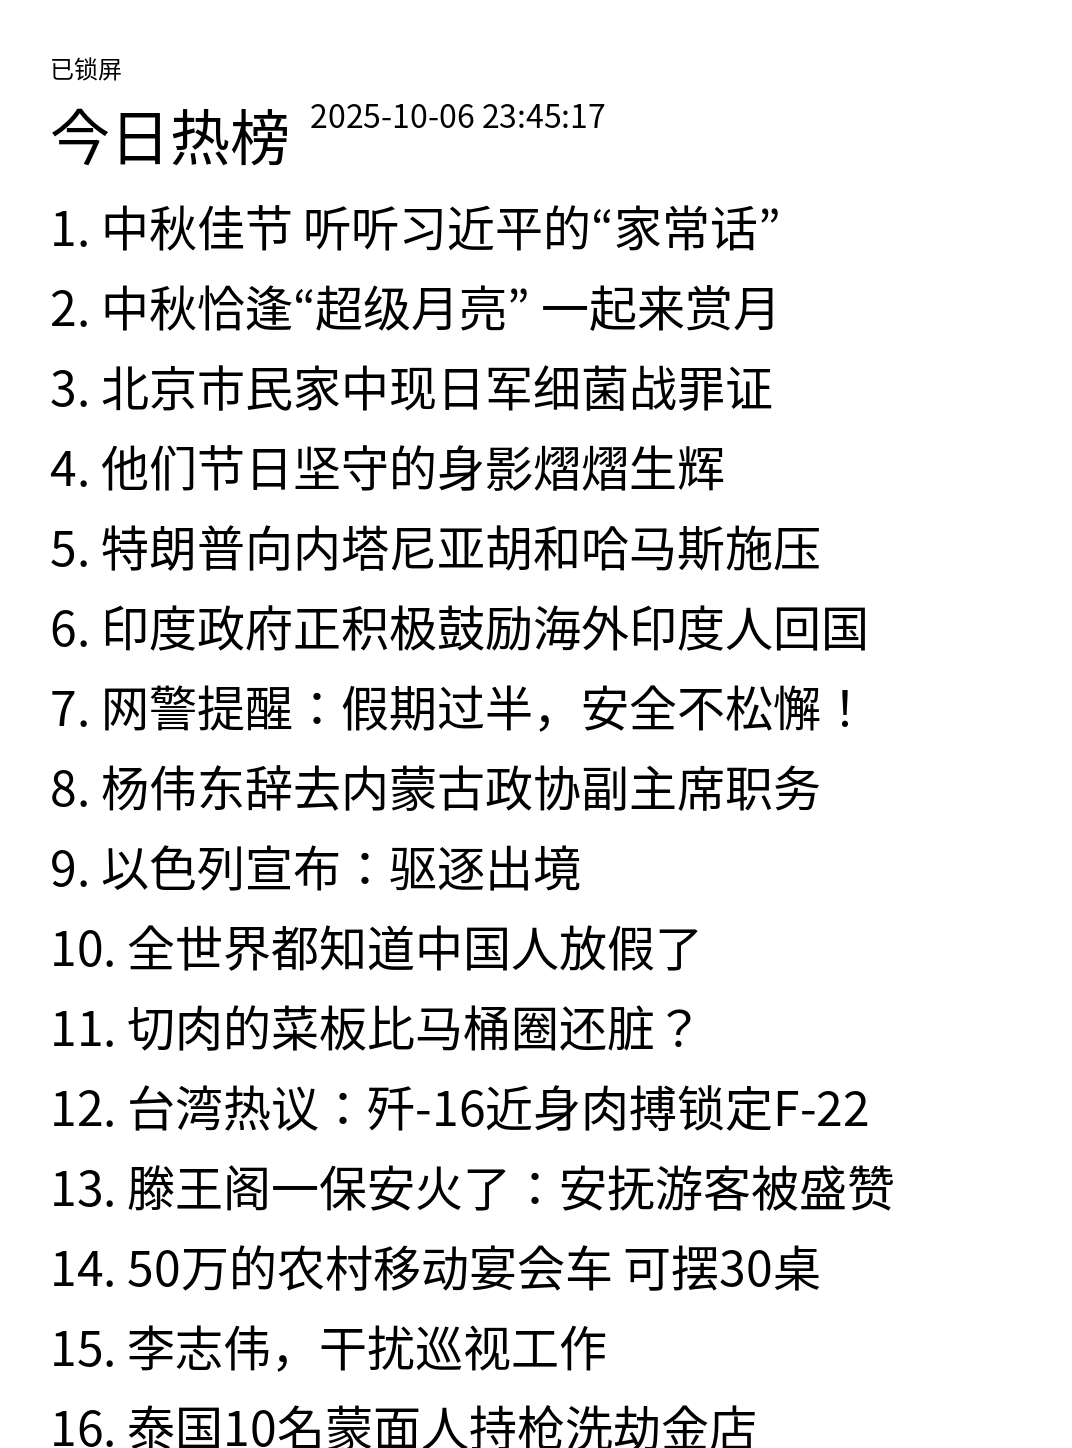 已锁屏
今日热榜 2025-10-06 23:45:17
1. 中秋佳节 听听习近平的“家常话”
2. 中秋恰逢“超级月亮” 一起来赏月
3. 北京市民家中现日军细菌战罪证
4. 他们节日坚守的身影熠熠生辉
5. 特朗普向内塔尼亚胡和哈马斯施压
6. 印度政府正积极鼓励海外印度人回国
7. 网警提醒：假期过半，安全不松懈！
8. 杨伟东辞去内蒙古政协副主席职务
9. 以色列宣布：驱逐出境
10. 全世界都知道中国人放假了
11. 切肉的菜板比马桶圈还脏？
12. 台湾热议：歼-16近身肉搏锁定F-22
13. 滕王阁一保安火了：安抚游客被盛赞
14. 50万的农村移动宴会车 可摆30桌
15. 李志伟，干扰巡视工作
16. 泰国10名蒙面人持枪洗劫金店